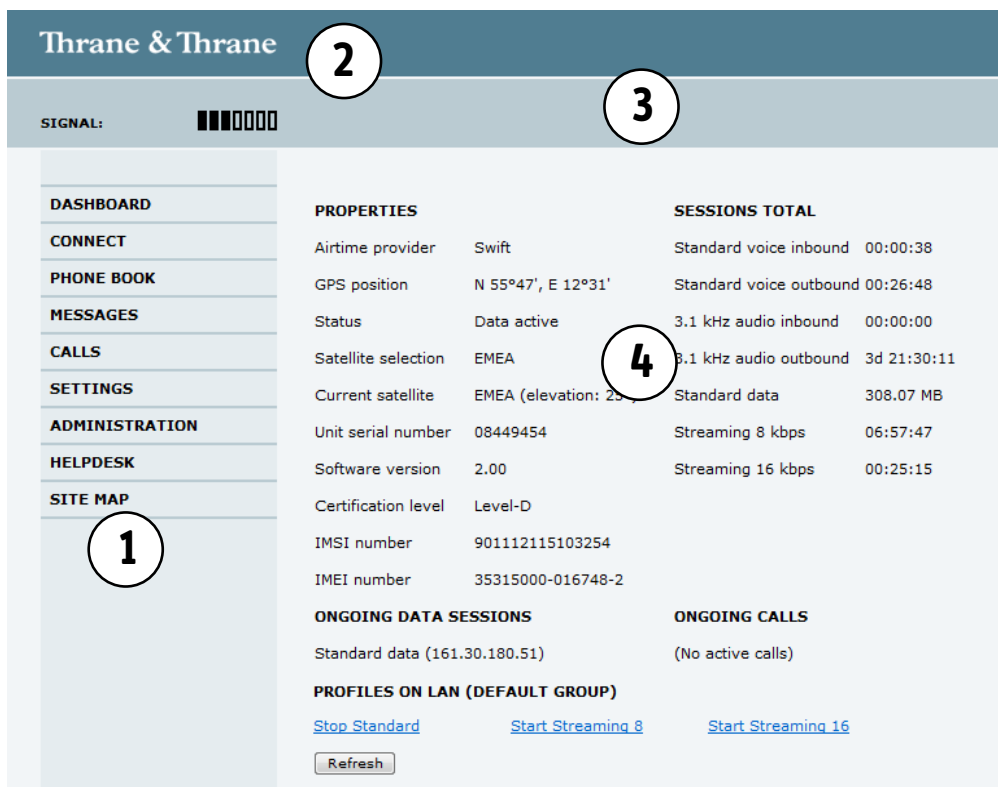 Thrane & Thrane
2
3
SIGNAL:
DASHBOARD
CONNECT
PHONE BOOK
MESSAGES
CALLS
SETTINGS
ADMINISTRATION
HELPDESK
SITE MAP
1
PROPERTIES
Airtime provider Swift
GPS position N 55°47', E 12°31'
Status Data active
Satellite selection EMEA
Current satellite EMEA (elevation:
Unit serial number 08449454
Software version 2.00
Certification level Level-D
IMSI number 901112115103254
IMEI number 35315000-016748-2
4
SESSIONS TOTAL
Standard voice inbound 00:00:38
Standard voice outbound 00:26:48
3.1 kHz audio inbound 00:00:00
3.1 kHz audio outbound 3d 21:30:11
Standard data 308.07 MB
Streaming 8 kbps 06:57:47
Streaming 16 kbps 00:25:15
ONGOING DATA SESSIONS
Standard data (161.30.180.51)
ONGOING CALLS
(No active calls)
PROFILES ON LAN (DEFAULT GROUP)
Stop Standard Start Streaming 8 Start Streaming 16
Refresh